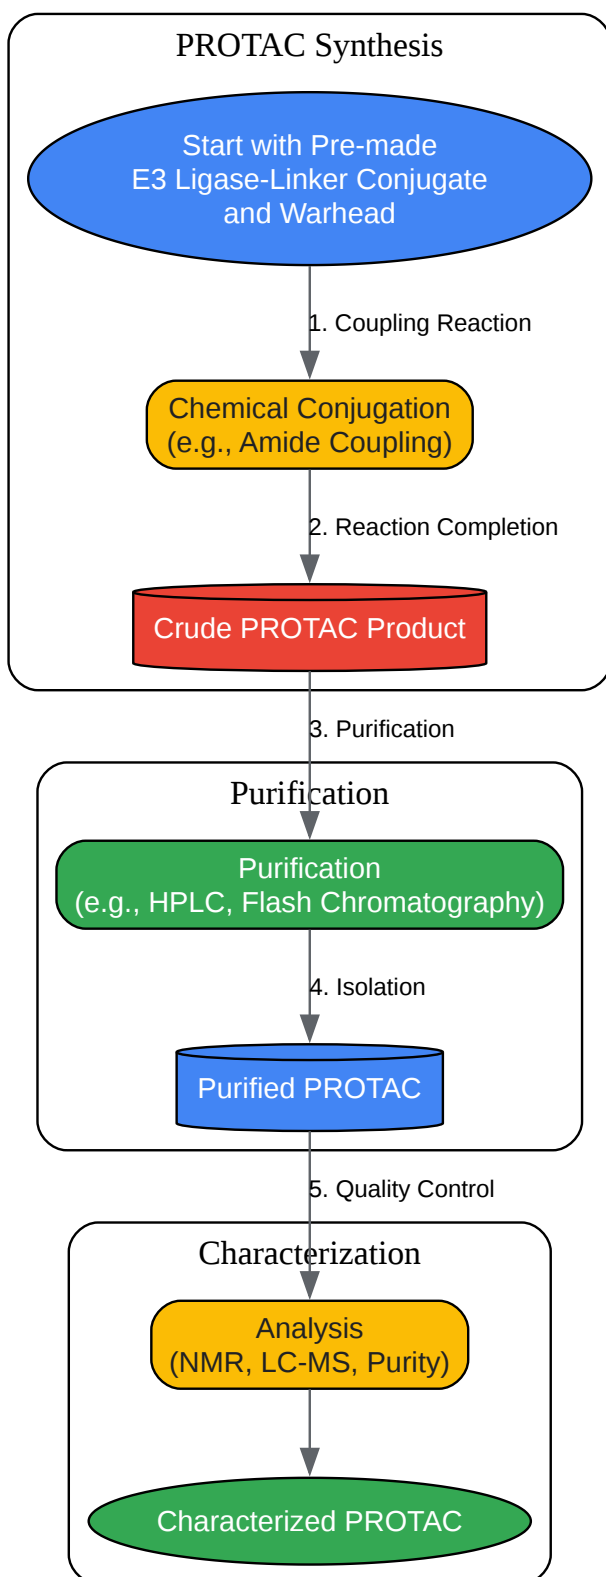 PROTAC Synthesis
Start with Pre-made
E3 Ligase-Linker Conjugate
and Warhead
1. Coupling Reaction
Chemical Conjugation
(e.g., Amide Coupling)
2. Reaction Completion
Crude PROTAC Product
3. Purification
Purification
Purification
(e.g., HPLC, Flash Chromatography)
4. Isolation
Purified PROTAC
5. Quality Control
Characterization
Analysis
(NMR, LC-MS, Purity)
Characterized PROTAC